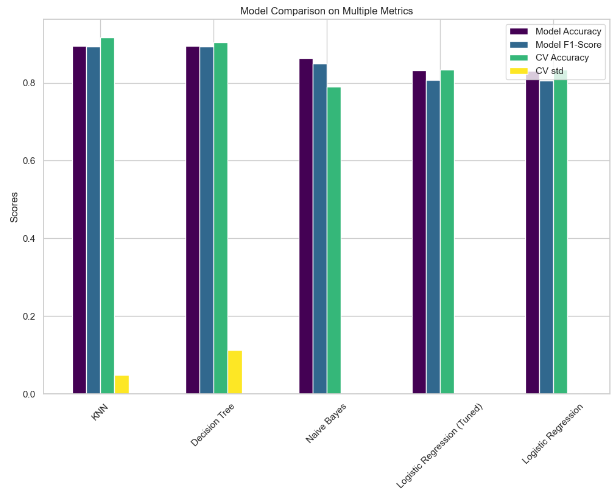 Model Comparison on Multiple Metrics
Model Accuracy
Model F1-Score
CV Accuracy
CV std
Scores
0.8
0.6
0.4
0.2
0.0
KNN
Decision Tree
Naive Bayes
Logistic Regression (Tuned)
Logistic Regression